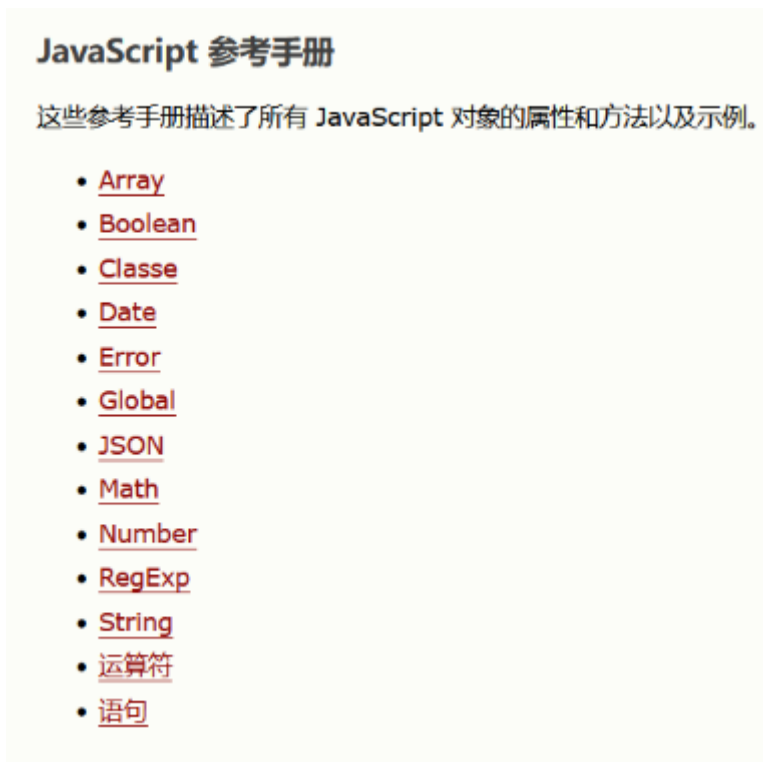 JavaScript 参考手册
这些参考手册描述了所有 JavaScript 对象的属性和方法以及示例。
• Array
• Boolean
• Classe
• Date
• Error
• Global
• JSON
• Math
• Number
• RegExp
• String
• 运算符
• 语句